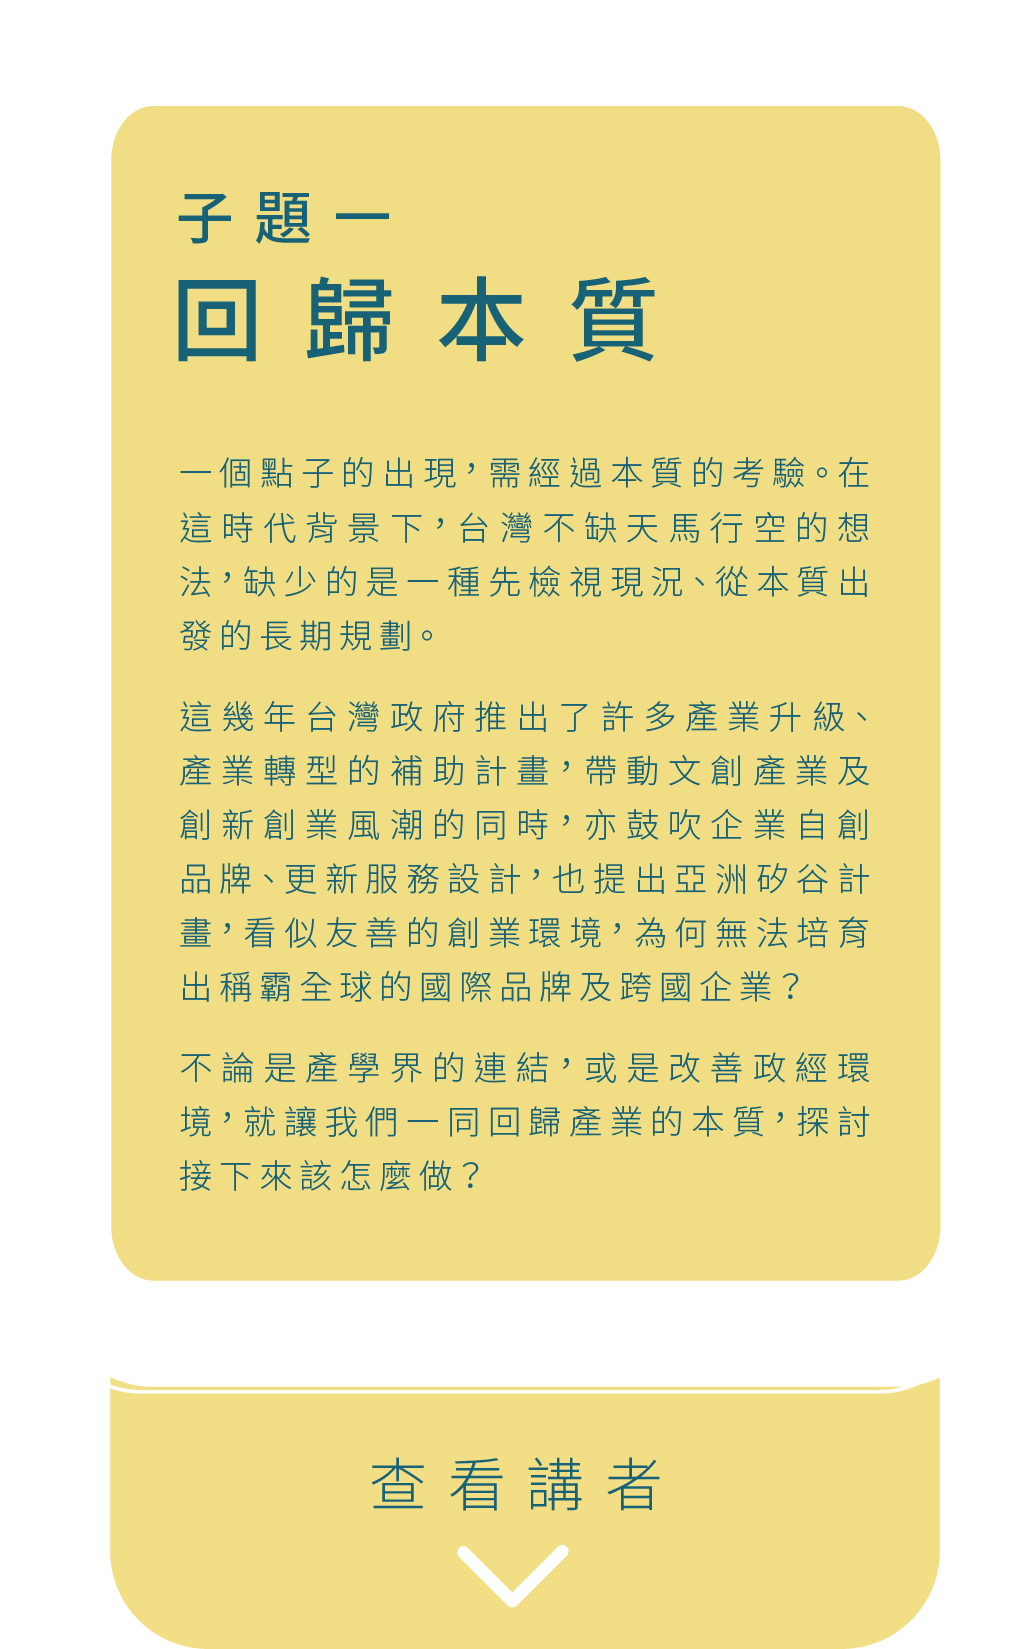 子題一
回歸本質
一個點子的出現，需經過本質的考驗。在
這時代背景下，台灣不缺天馬行空的想
法，缺少的是一種先檢視現況、從本質出
發的長期規劃。
這幾年台灣政府推出了許多產業升級、
產業轉型的補助計畫，帶動文創產業及
創新創業風潮的同時，亦鼓吹企業自創
品牌、更新服務設計，也提出亞洲矽谷計
畫，看似友善的創業環境，為何無法培育
出稱霸全球的國際品牌及跨國企業？
不論是產學界的連結，或是改善政經環
境，就讓我們一同回歸產業的本質，探討
接下來該怎麼做？
查看講者